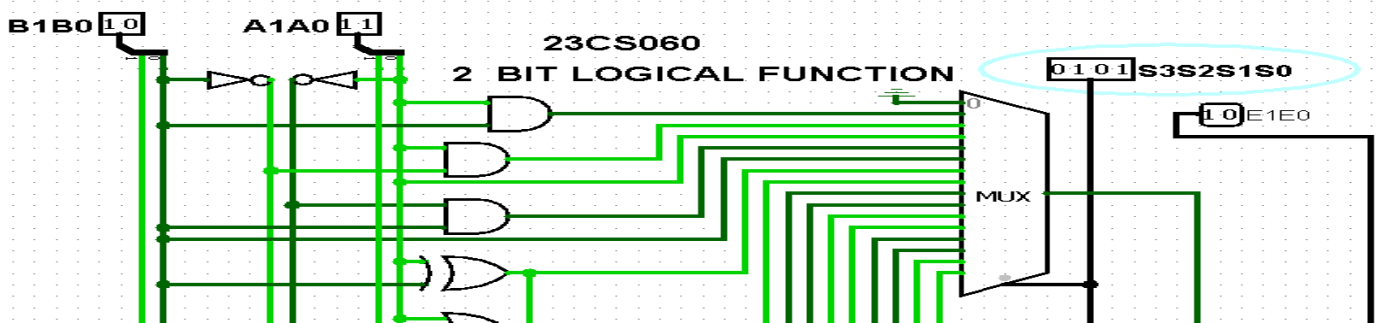 B1B0 10
A1A0 11
23CS060
2 BIT LOGICAL FUNCTION
0101 S3S2S1S0
10 E1E0
0
MUX